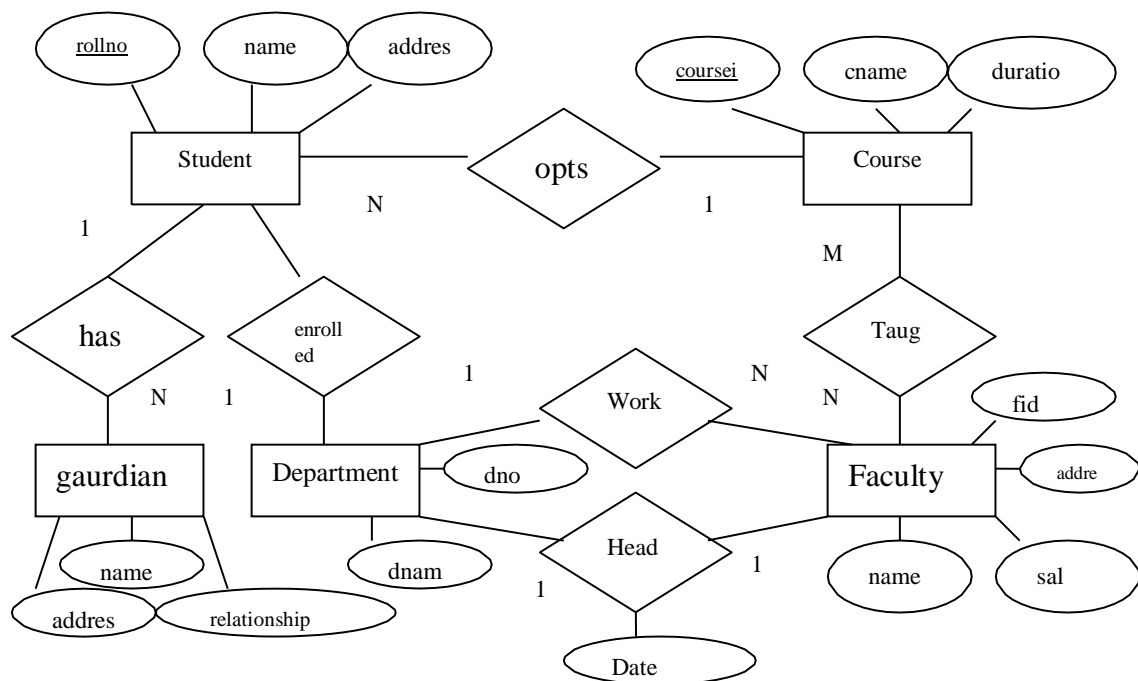 rollno
name
addres
coursei
cname
duratio
Student
opts
Course
N
1
1
M
has
enroll
ed
Taug
1
N
Work
N
1
N
fid
gaurdian
Department
dno
Faculty
addre
name
dnam
Head
1
1
name
sal
addres
relationship
Date